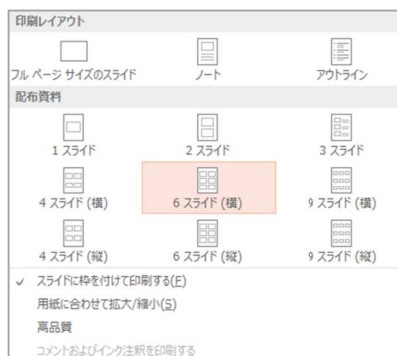 印刷レイアウト
フル ページ サイズのスライド ノート アウトライン
配布資料
1 スライド 2 スライド 3 スライド
4 スライド (横) 6 スライド (横) 9 スライド (横)
4 スライド (縦) 6 スライド (縦) 9 スライド (縦)
✓ スライドに枠を付けて印刷する(F)
用紙に合わせて拡大/縮小(S)
高品質
コメントおよびインク注釈を印刷する